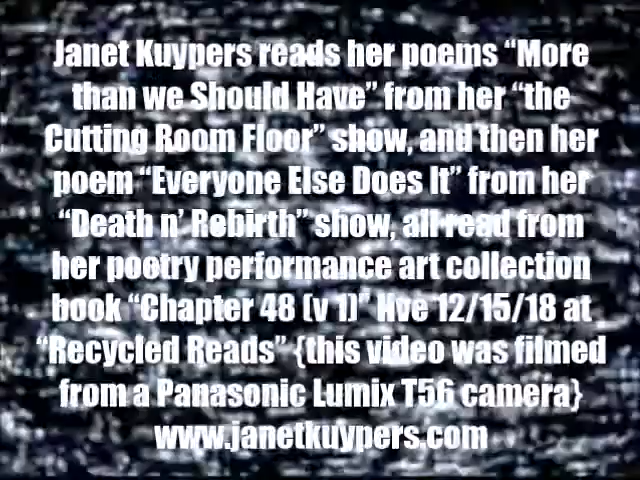 Janet Kuypers reads her poems “More
than we Should Have” from her “the
Cutting Room Floor” show, and then her
poem “Everyone Else Does It” from her
“Death n’ Rebirth” show, all read from
her poetry performance art collection
book “Chapter 48 (v 1)” live 12/15/18 at
“Recycled Reads” {this video was filmed
from a Panasonic Lumix T56 camera}
www.janetkuypers.com